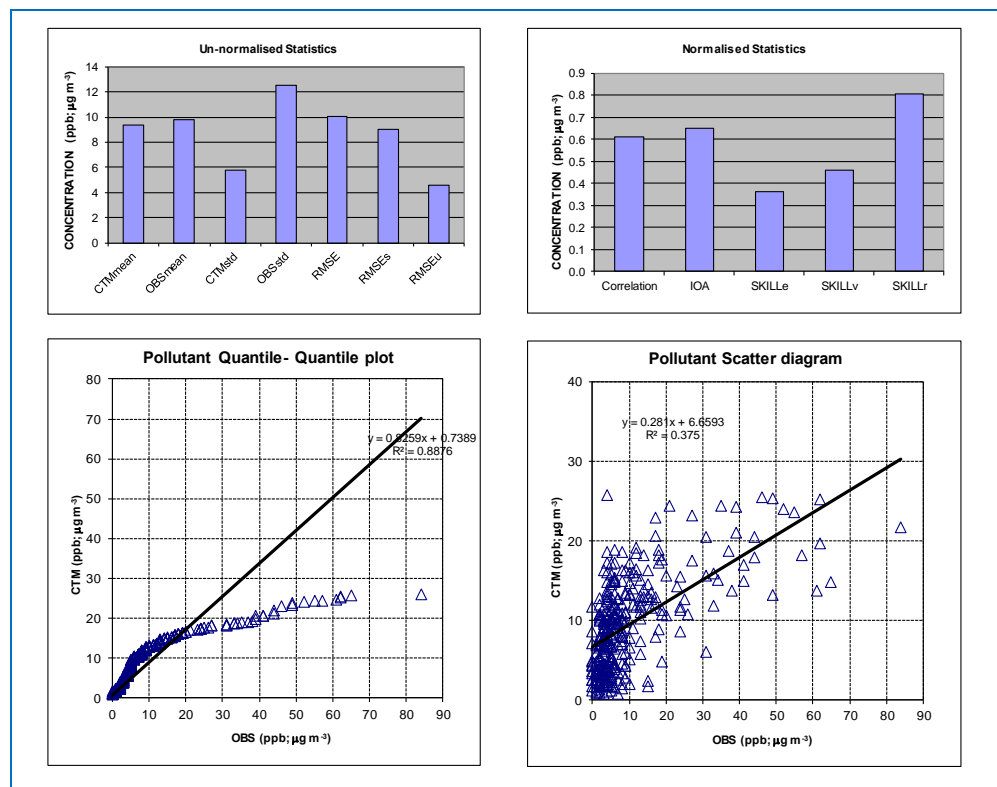 Un-normalised Statistics
CONCENTRATION (ppb; µg m-3)
14
12
10
8
6
4
2
0
CTMmean
OBSmean
CTMstd
OBSstd
RMSE
RMSEs
RMSEu
Normalised Statistics
CONCENTRATION (ppb; µg m-3)
0.9
0.8
0.7
0.6
0.5
0.4
0.3
0.2
0.1
0.0
Correlation IOA SKILLe SKILLv SKILLr
Pollutant Quantile- Quantile plot
CTM (ppb; µg m-3)
80
70
60
50
40
30
20
10
0
y = 0.8259x + 0.7389
R² = 0.8876
0 10 20 30 40 50 60 70 80 90
OBS (ppb; µg m-3)
Pollutant Scatter diagram
CTM (ppb; µg m-3)
40
30
20
10
0
y = 0.281x + 6.6593
R² = 0.375
0 10 20 30 40 50 60 70 80 90
OBS (ppb; µg m-3)